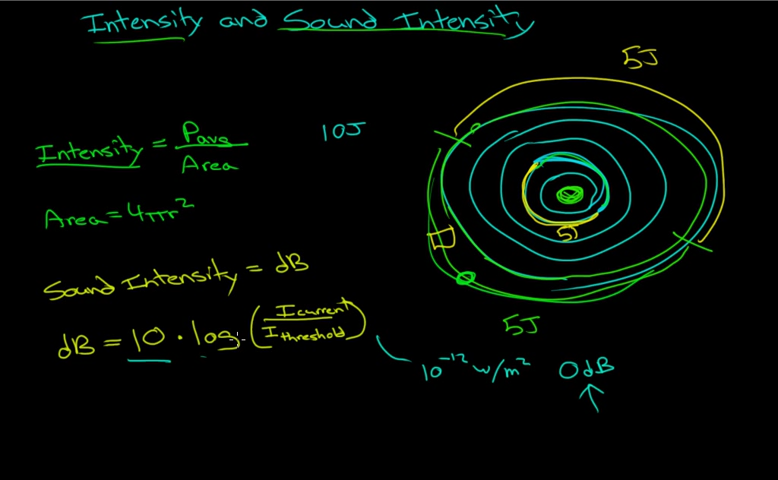 Intensity and Sound Intensity
5J
10J
Intensity = Pave / Area
Area = 4πr²
5J
Sound Intensity = dB
5J
dB = 10 · log (Icurrent / Ithreshold)
10⁻¹² w/m² 0dB